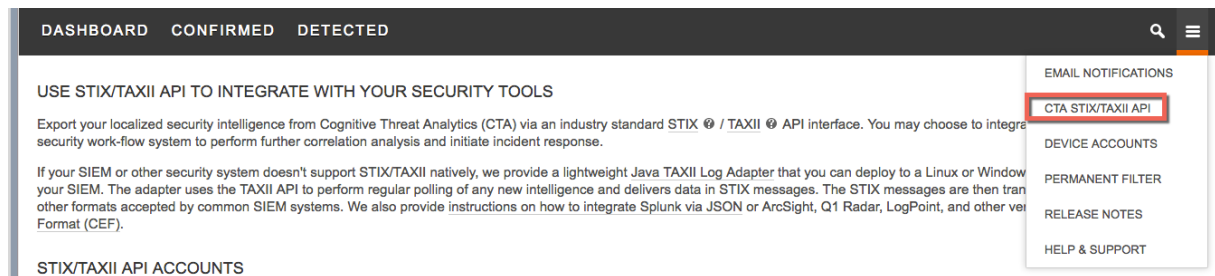 DASHBOARD CONFIRMED DETECTED
EMAIL NOTIFICATIONS
CTA STIX/TAXII API
DEVICE ACCOUNTS
PERMANENT FILTER
RELEASE NOTES
HELP & SUPPORT
USE STIX/TAXII API TO INTEGRATE WITH YOUR SECURITY TOOLS
Export your localized security intelligence from Cognitive Threat Analytics (CTA) via an industry standard STIX / TAXII API interface. You may choose to integra
security work-flow system to perform further correlation analysis and initiate incident response.
If your SIEM or other security system doesn't support STIX/TAXII natively, we provide a lightweight Java TAXII Log Adapter that you can deploy to a Linux or Window
your SIEM. The adapter uses the TAXII API to perform regular polling of any new intelligence and delivers data in STIX messages. The STIX messages are then tran
other formats accepted by common SIEM systems. We also provide instructions on how to integrate Splunk via JSON or ArcSight, Q1 Radar, LogPoint, and other ver
Format (CEF).
STIX/TAXII API ACCOUNTS